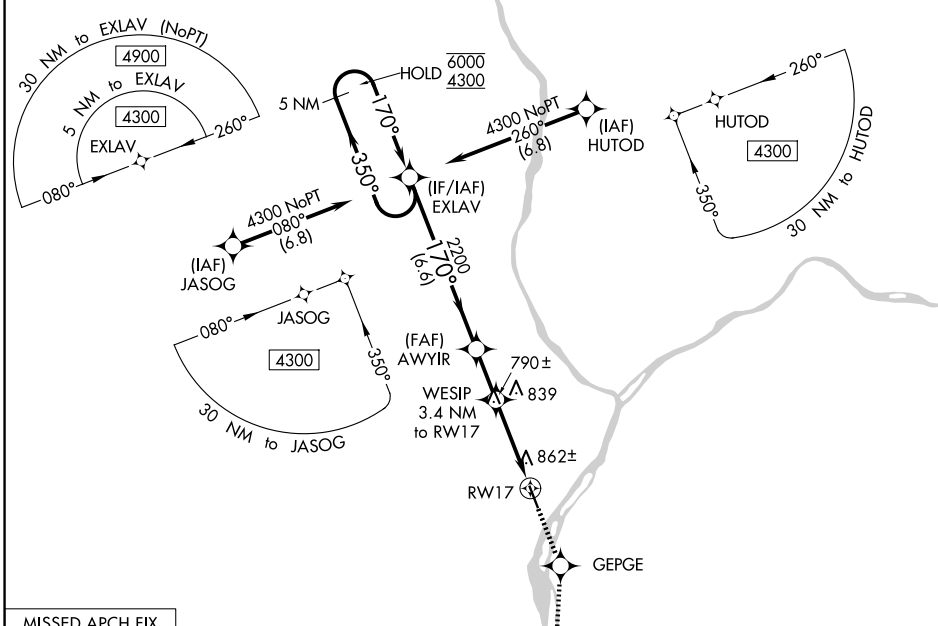 30 NM to EXLAV (NoPT)
4900
5 NM to EXLAV
4300
EXLAV
260°
080°
HOLD
6000
4300
5 NM
170°
350°
4300 NoPT
260°
(6.8)
(IAF)
HUTOD
260°
HUTOD
4300
350°
30 NM to HUTOD
(IF/IAF)
EXLAV
4300 NoPT
080°
(6.8)
(IAF)
JASOG
2200
170°
(6.6)
080°
JASOG
4300
350°
30 NM to JASOG
(FAF)
AWYIR
790±
WESIP
3.4 NM
to RW17
839
862±
RW17
GEPGE
MISSED APCH FIX